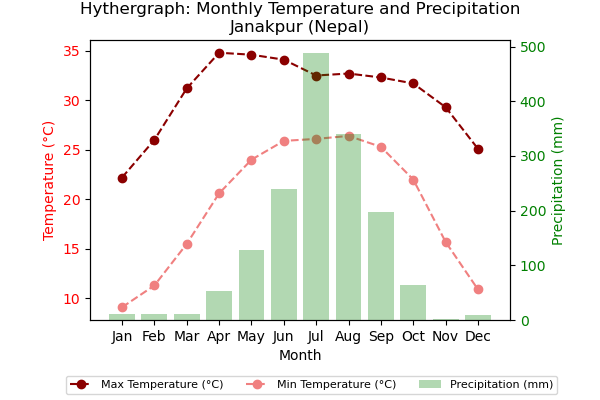 Hythergraph: Monthly Temperature and Precipitation
Janakpur (Nepal)
Temperature (°C)
35
30
25
20
15
10
500
400
300
200
100
0
Precipitation (mm)
Jan Feb Mar Apr May Jun Jul Aug Sep Oct Nov Dec
Month
Max Temperature (°C) Min Temperature (°C) Precipitation (mm)